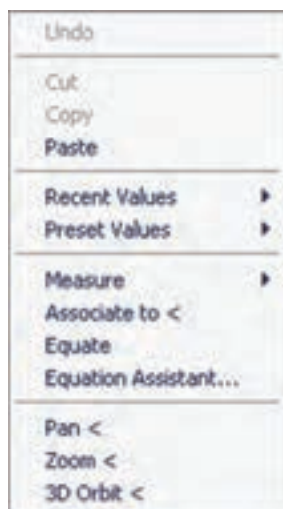 Undo
Cut
Copy
Paste
Recent Values
Preset Values
Measure
Associate to <
Equate
Equation Assistant...
Pan <
Zoom <
3D Orbit <